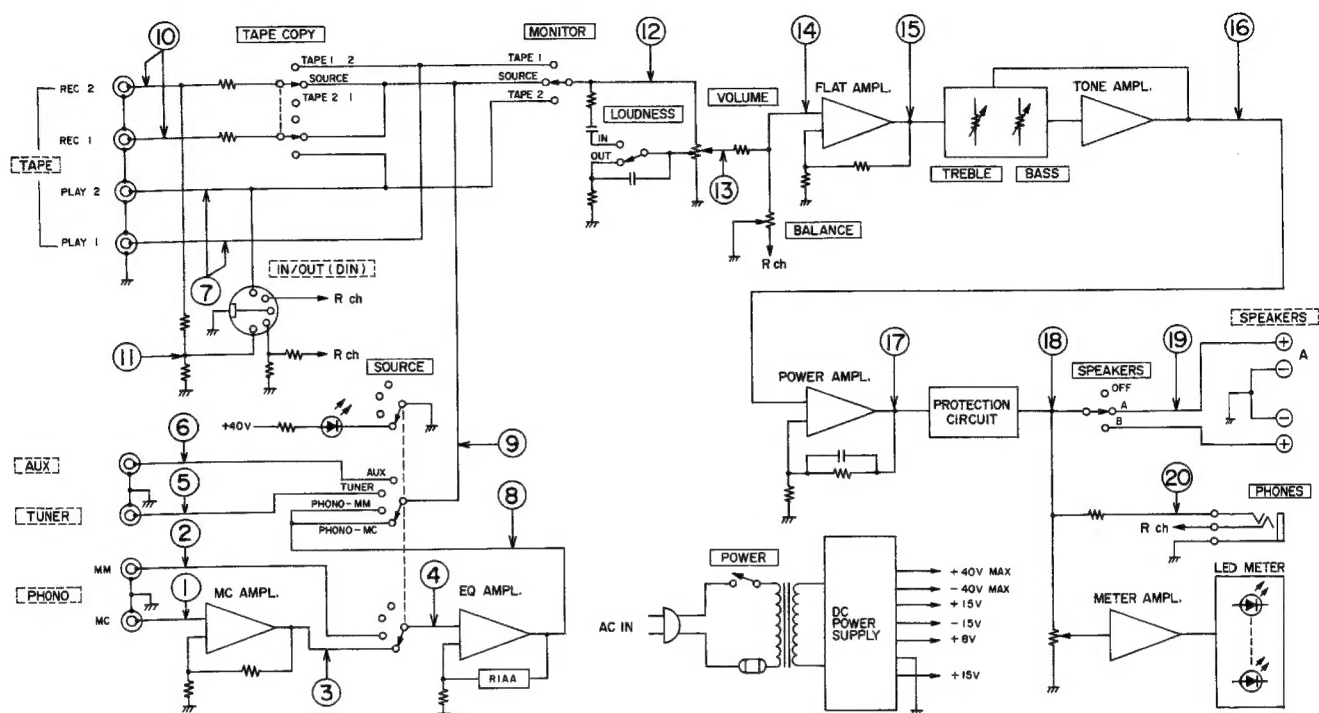 10
TAPE COPY
MONITOR
12
14
15
16
TAPE 1 2
TAPE 1
REC 2
SOURCE
SOURCE
VOLUME
FLAT AMPL.
TONE AMPL.
TAPE 2 1
TAPE 2
LOUDNESS
REC 1
IN
TAPE
OUT
PLAY 2
13
TREBLE
BASS
BALANCE
PLAY 1
R ch
IN/OUT (DIN)
7
R ch
SPEAKERS
11
R ch
17
18
19
SOURCE
POWER AMPL.
SPEAKERS
+
A
OFF
−
PROTECTION
CIRCUIT
A
+40V
B
−
6
9
+
AUX
AUX
5
TUNER
8
20
PHONES
TUNER
PHONO-MM
2
PHONO-MC
R ch
MM
1
4
POWER
+40V MAX
LED METER
PHONO
MC AMPL.
EQ AMPL.
-40V MAX
METER AMPL.
MC
+15V
AC IN
DC
POWER
SUPPLY
-15V
+8V
3
RIAA
+15V